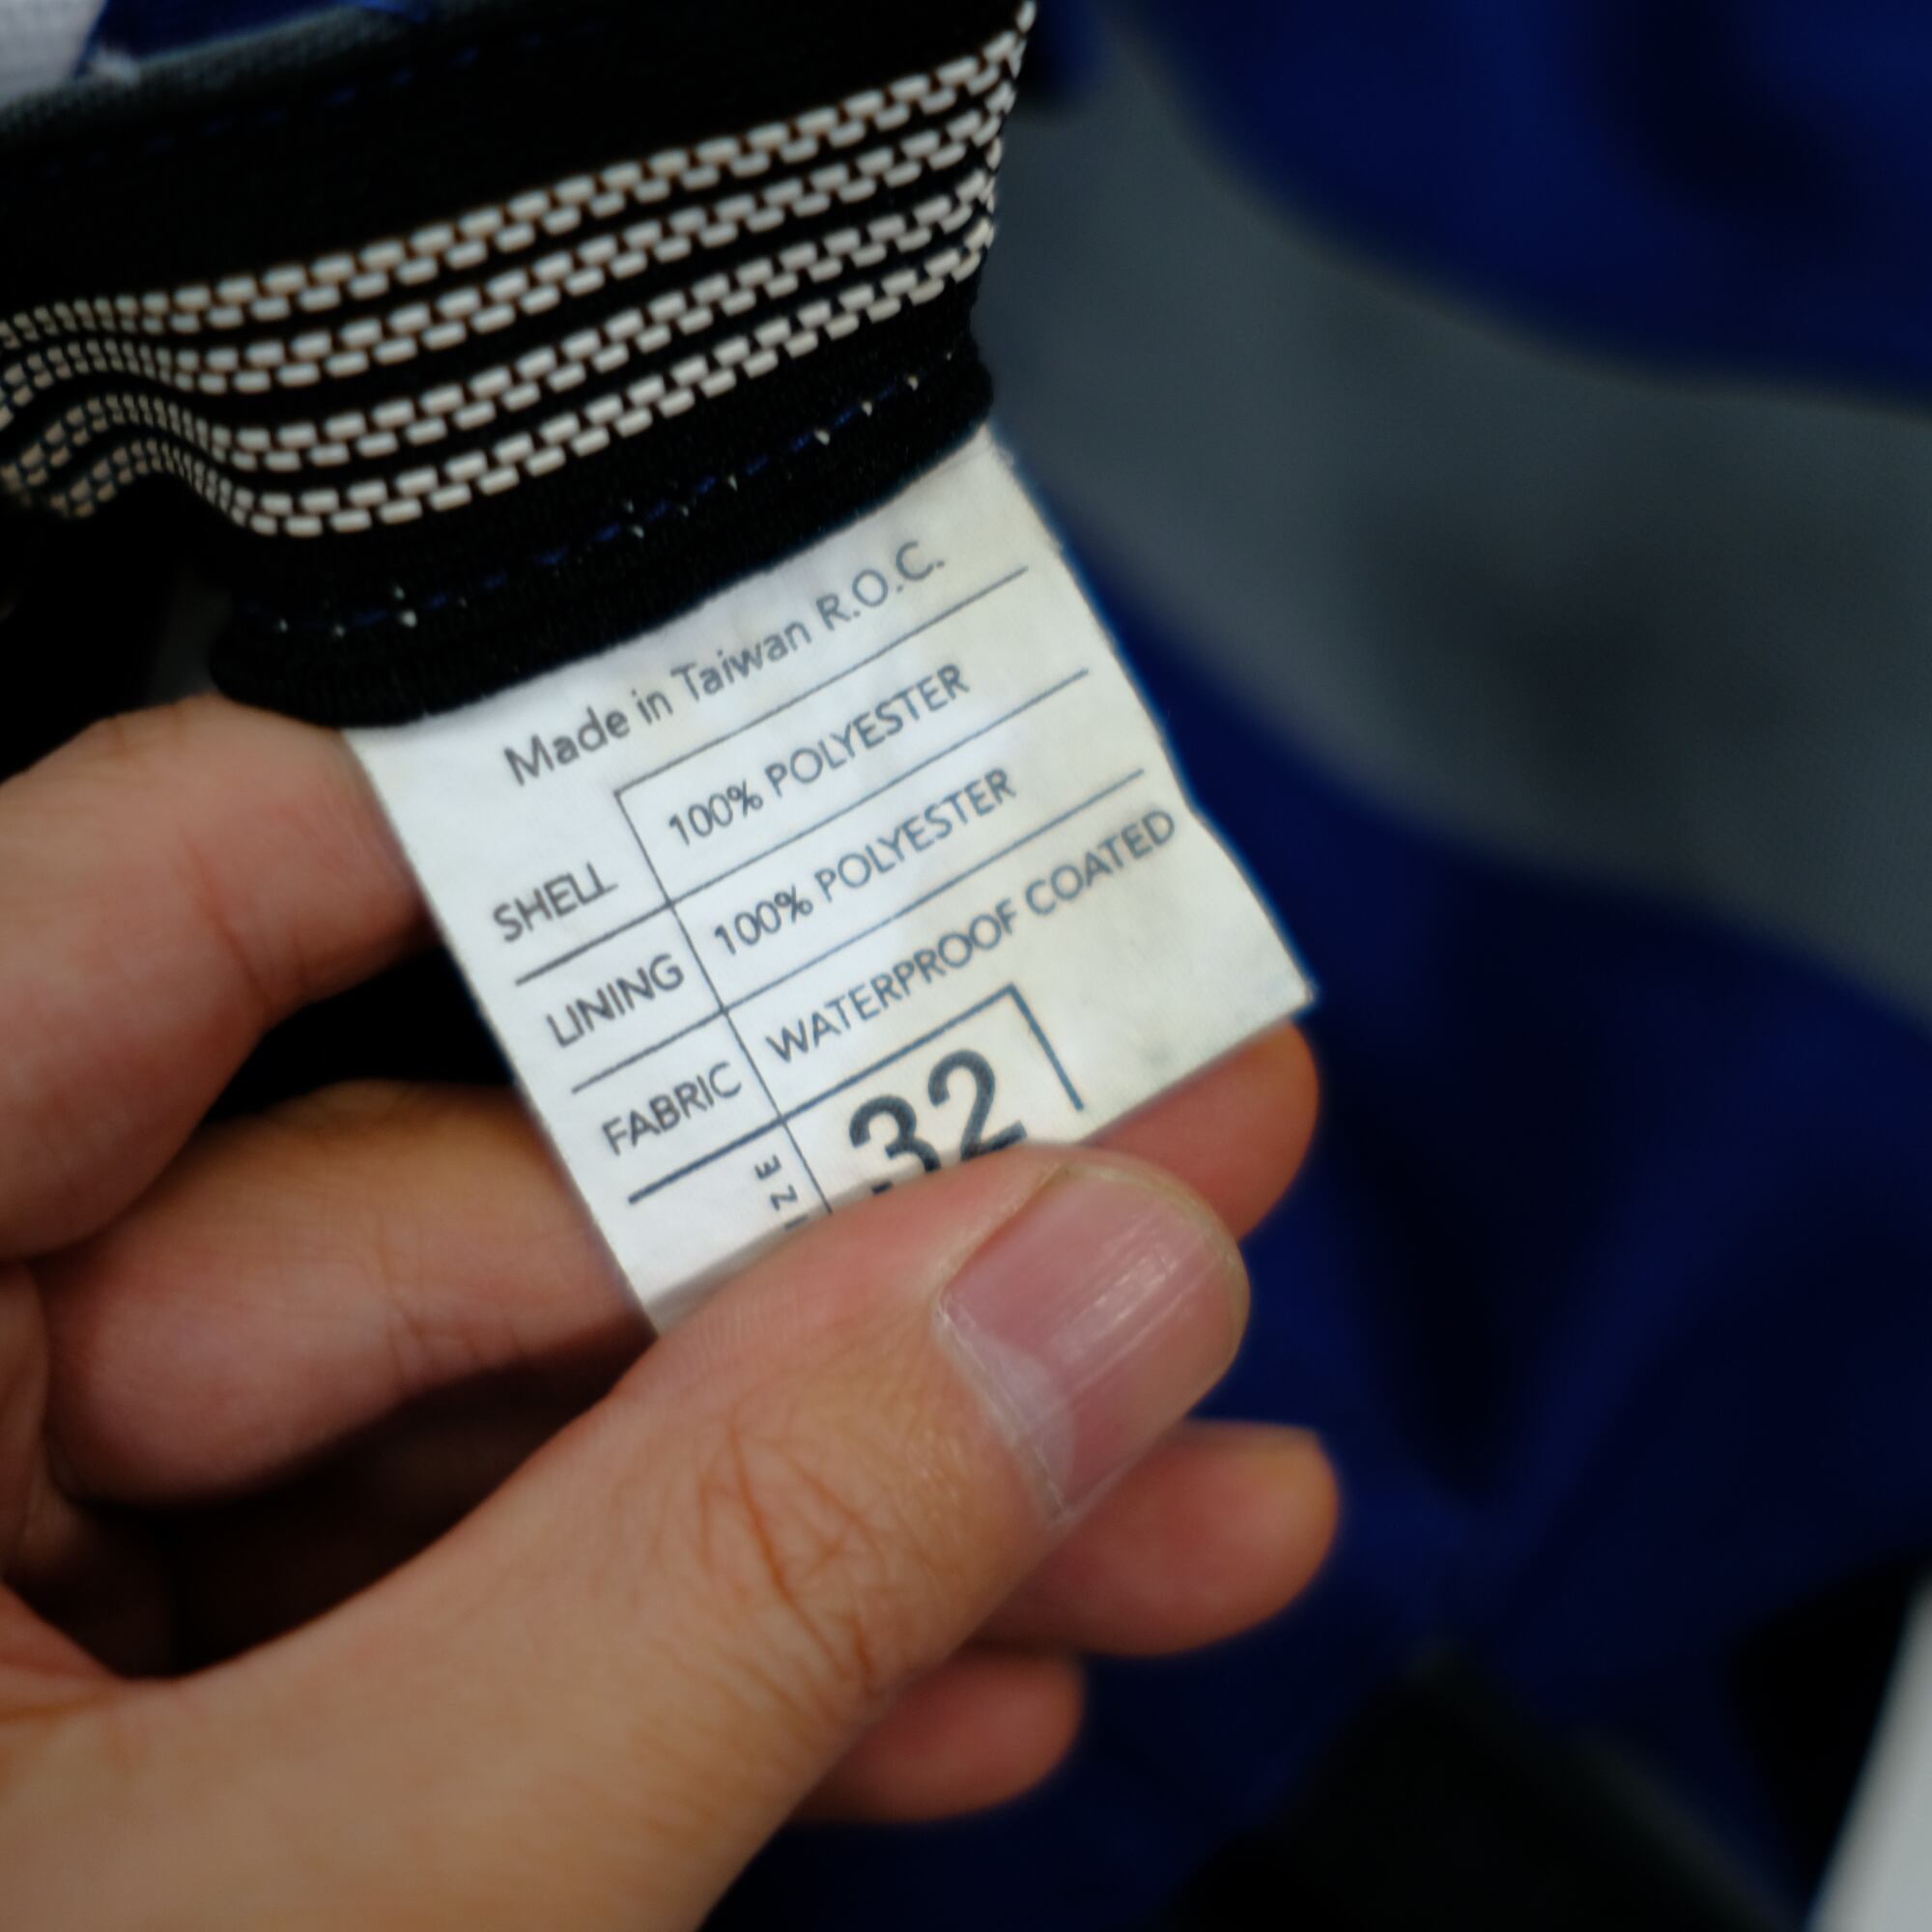 Made in Taiwan R.O.C.
SHELL 100% POLYESTER
LINING 100% POLYESTER
FABRIC WATERPROOF COATED
32